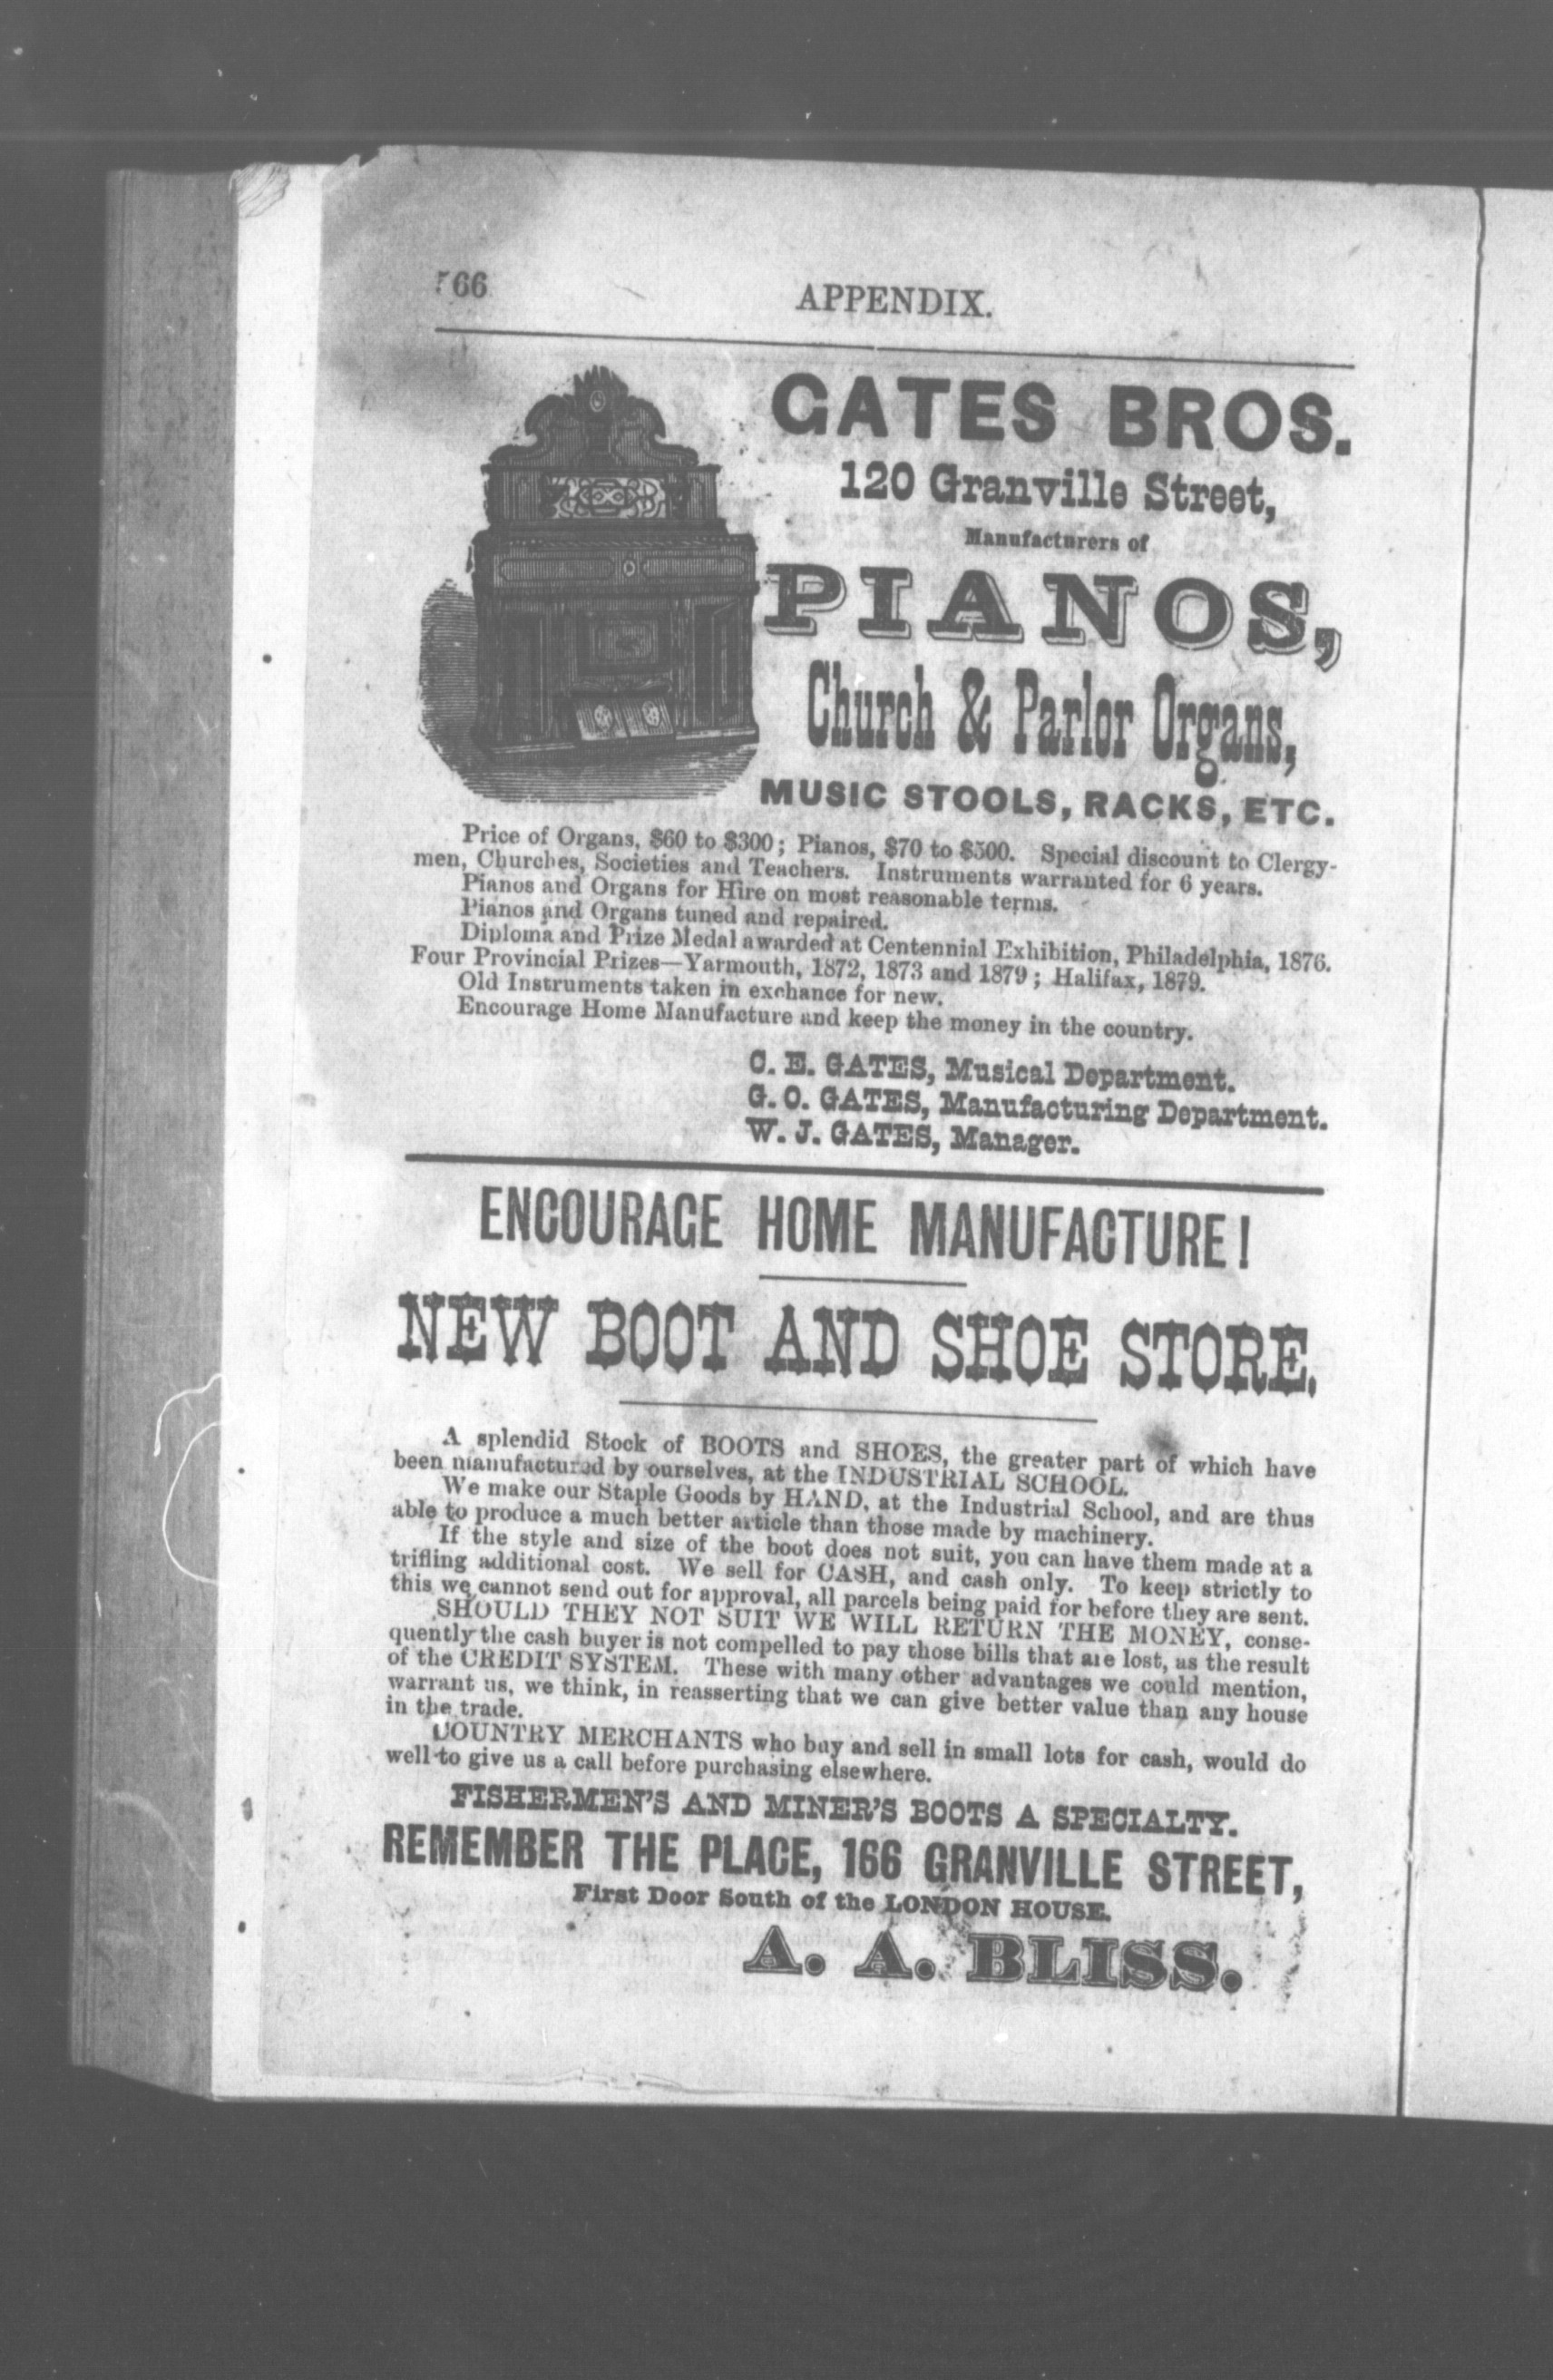 66
APPENDIX.
GATES BROS.
120 Granville Street,
Manufacturers of
PIANOS,
Church & Parlor Organs,
MUSIC STOOLS, RACKS, ETC.
Price of Organs, $60 to $300; Pianos, $70 to $500. Special discount to Clergy-
men, Churches, Societies and Teachers. Instruments warranted for 6 years.
Pianos and Organs for Hire on most reasonable terms.
Pianos and Organs tuned and repaired.
Diploma and Prize Medal awarded at Centennial Exhibition, Philadelphia, 1876.
Four Provincial Prizes—Yarmouth, 1872, 1873 and 1879; Halifax, 1879.
Old Instruments taken in exchance for new.
Encourage Home Manufacture and keep the money in the country.
C. E. GATES, Musical Department.
G. O. GATES, Manufacturing Department.
W. J. GATES, Manager.
ENCOURAGE HOME MANUFACTURE!
NEW BOOT AND SHOE STORE.
A splendid Stock of BOOTS and SHOES, the greater part of which have
been manufactured by ourselves, at the INDUSTRIAL SCHOOL.
We make our Staple Goods by HAND, at the Industrial School, and are thus
able to produce a much better article than those made by machinery.
If the style and size of the boot does not suit, you can have them made at a
trifling additional cost. We sell for CASH, and cash only. To keep strictly to
this we cannot send out for approval, all parcels being paid for before they are sent.
SHOULD THEY NOT SUIT WE WILL RETURN THE MONEY, conse-
quently the cash buyer is not compelled to pay those bills that are lost, as the result
of the CREDIT SYSTEM. These with many other advantages we could mention,
warrant us, we think, in reasserting that we can give better value than any house
in the trade.
COUNTRY MERCHANTS who buy and sell in small lots for cash, would do
well to give us a call before purchasing elsewhere.
FISHERMEN'S AND MINER'S BOOTS A SPECIALTY.
REMEMBER THE PLACE, 166 GRANVILLE STREET,
First Door South of the LONDON HOUSE.
A. A. BLISS.